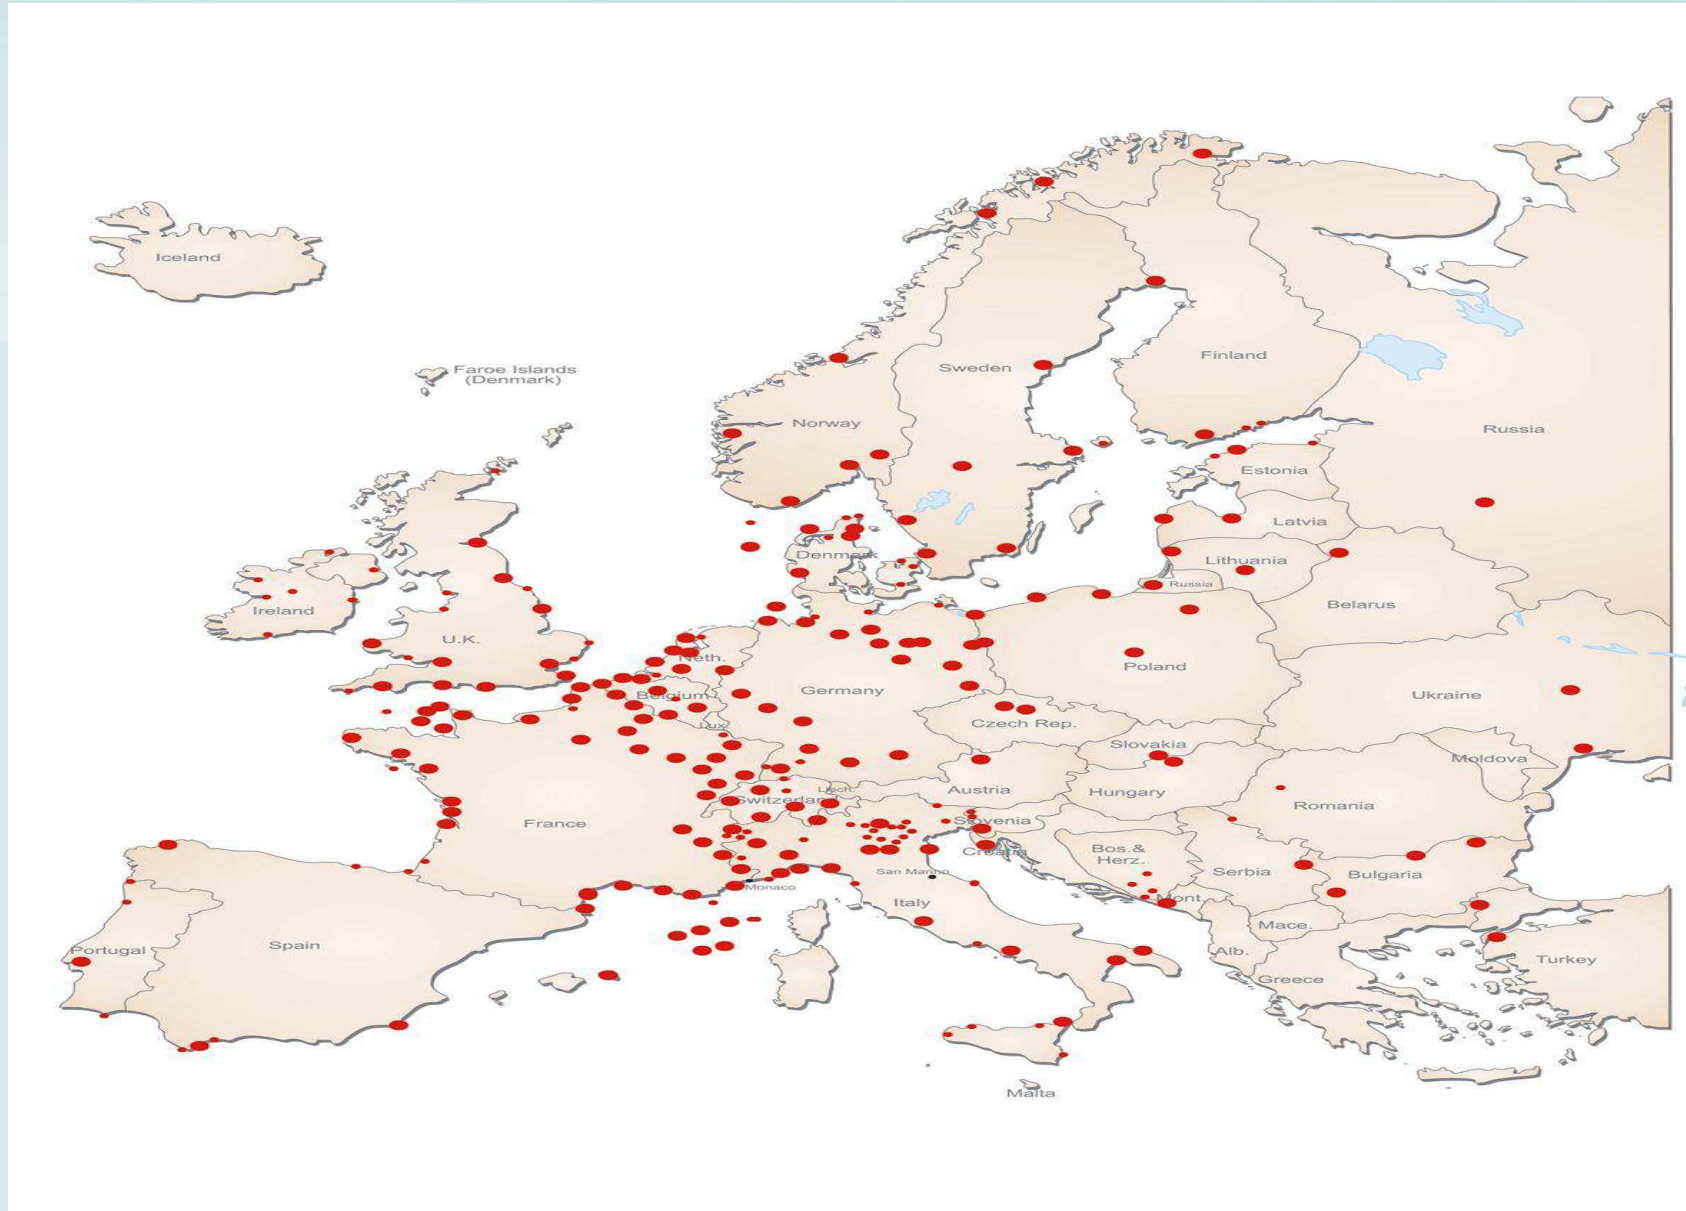 Iceland
Faroe Islands
(Denmark)
Sweden
Finland
Norway
Russia
Estonia
Latvia
Denmark
Lithuania
Russia
Ireland
Belarus
U.K.
Neth.
Poland
Germany
Belgium
Ukraine
Lux.
Czech Rep.
Slovakia
Moldova
Liech.
Austria
Hungary
Switzerland
Romania
France
Slovenia
Croatia
Bos.&
Herz.
San Marino
Serbia
Bulgaria
Monaco
Italy
Mont.
Mace.
Spain
Portugal
Alb.
Turkey
Greece
Malta